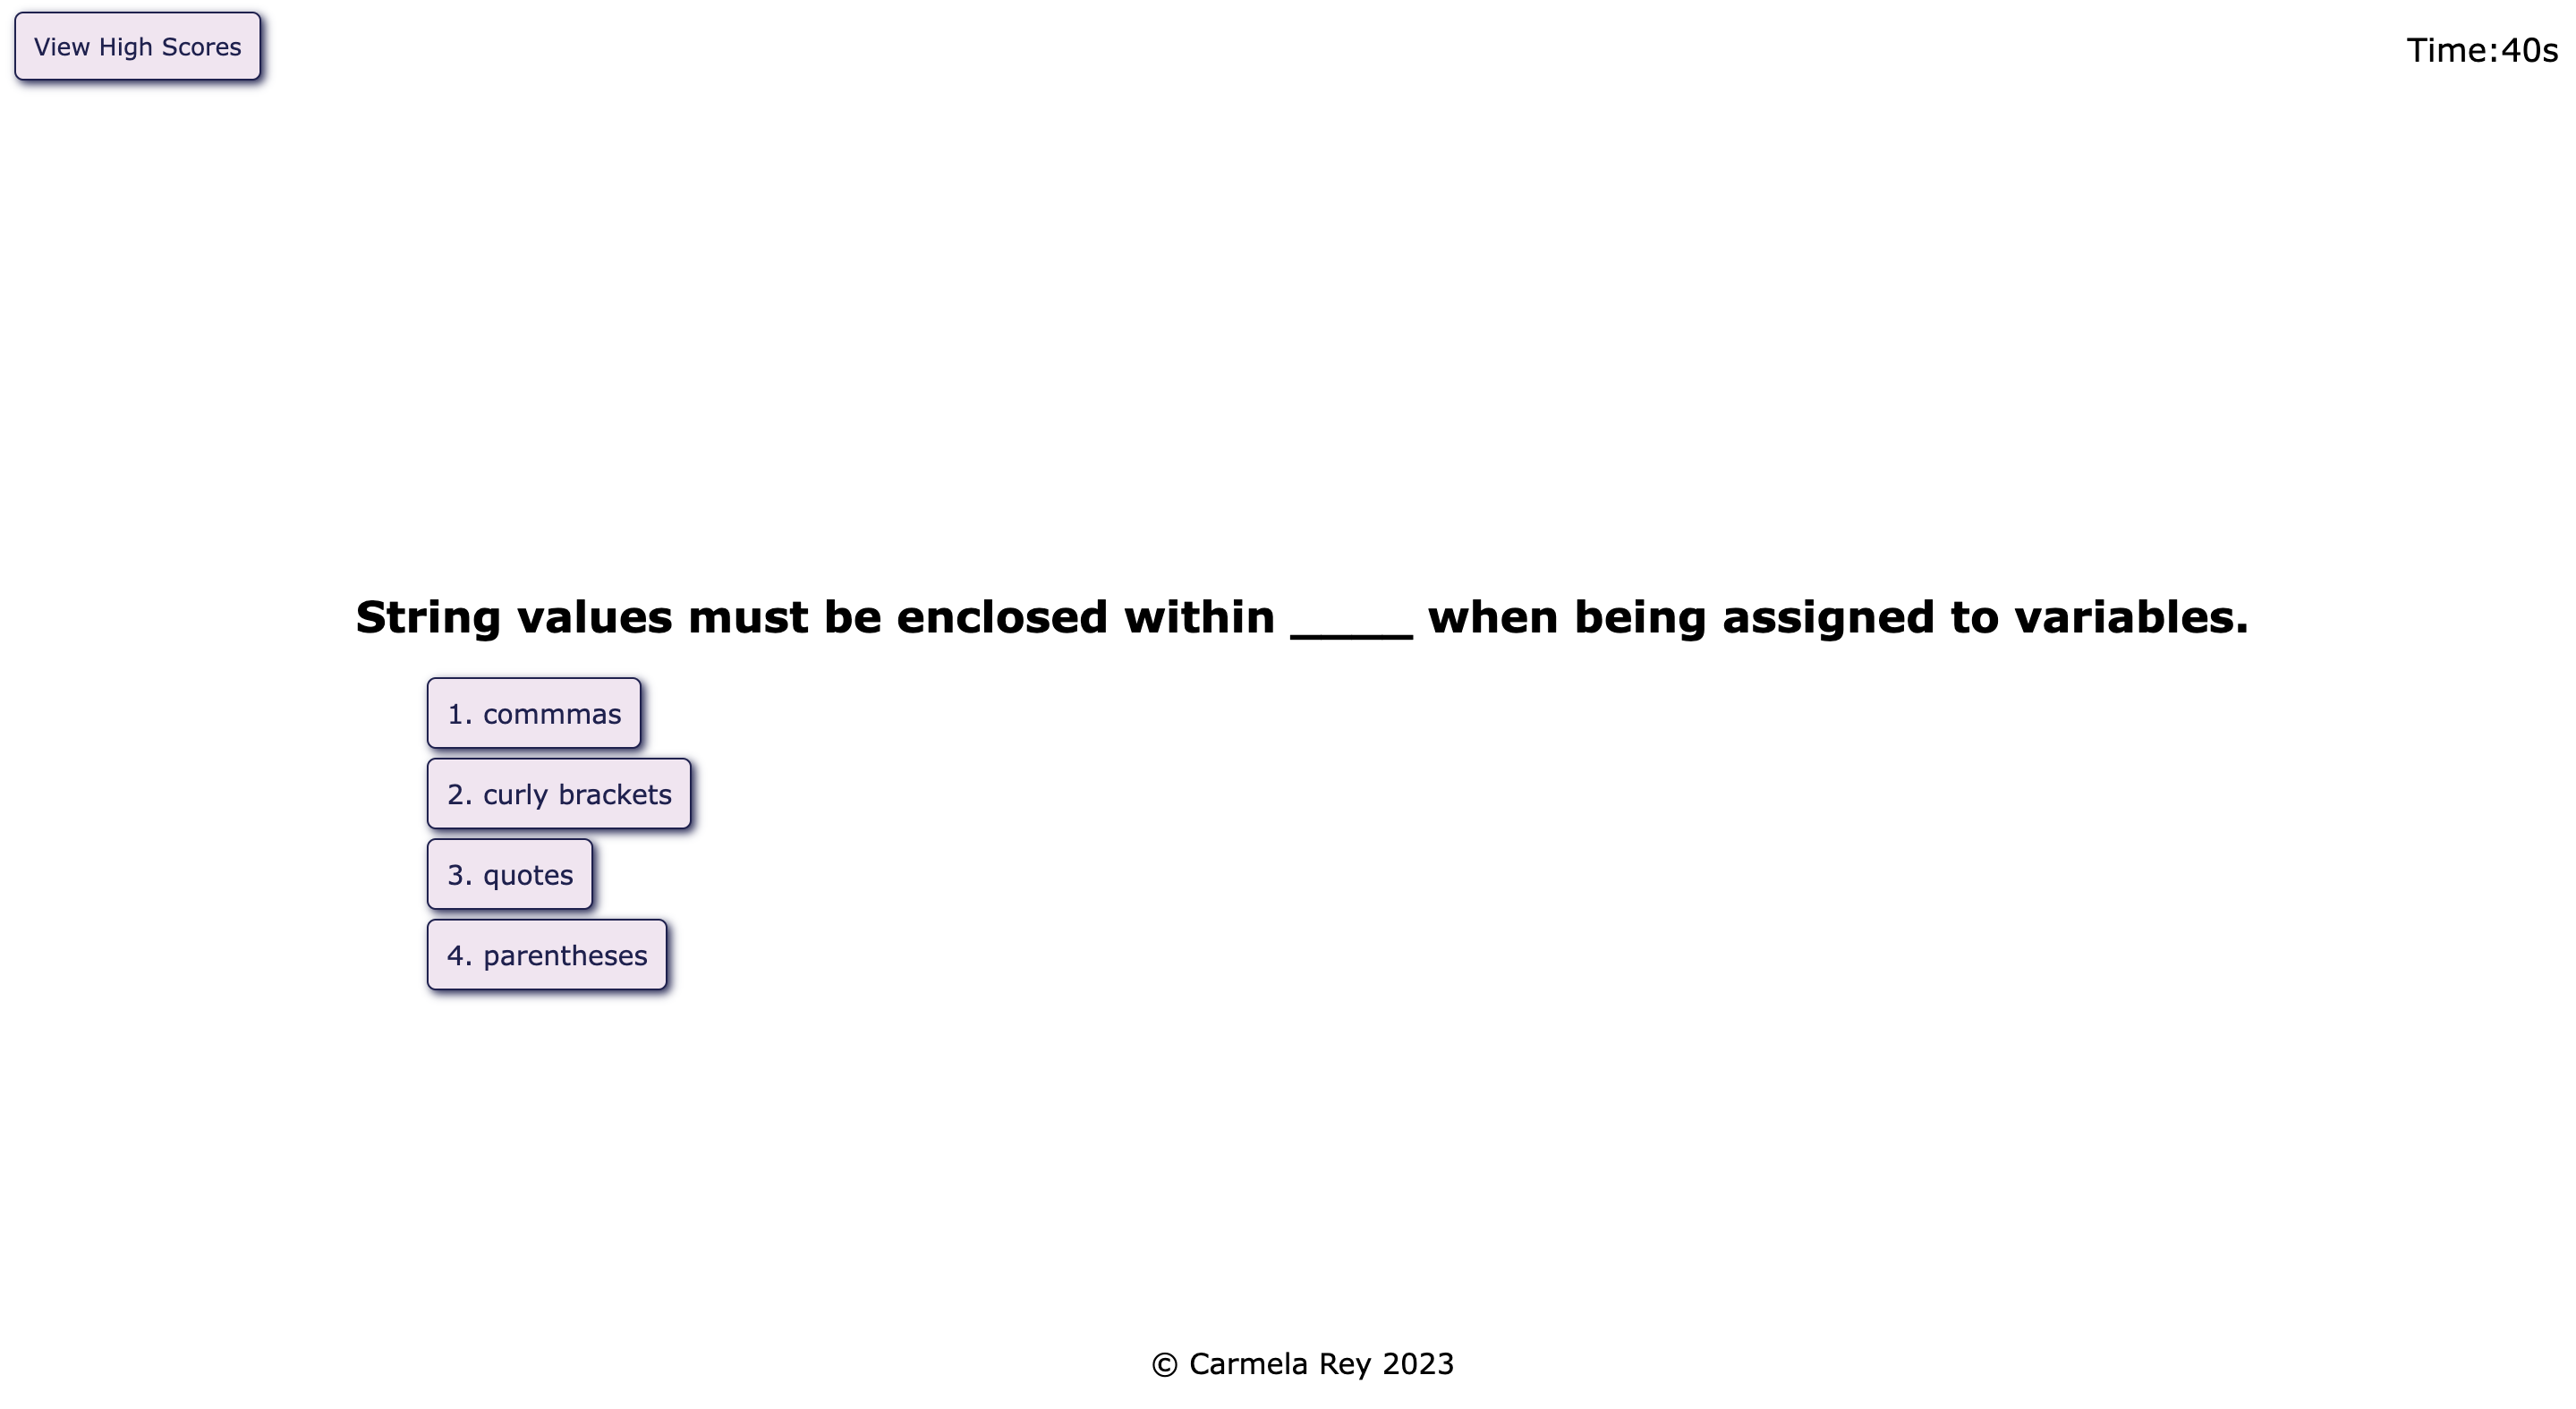 View High Scores
Time:40s
String values must be enclosed within _____ when being assigned to variables.
1. commmas
2. curly brackets
3. quotes
4. parentheses
© Carmela Rey 2023